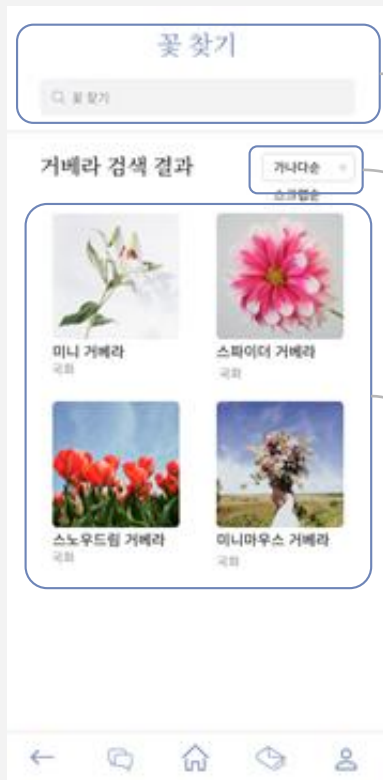 꽃 찾기
꽃 찾기
거베라 검색 결과
가나다순
스크랩순
미니 거베라
국화
스파이더 거베라
국화
스노우드림 거베라
국화
미니마우스 거베라
국화